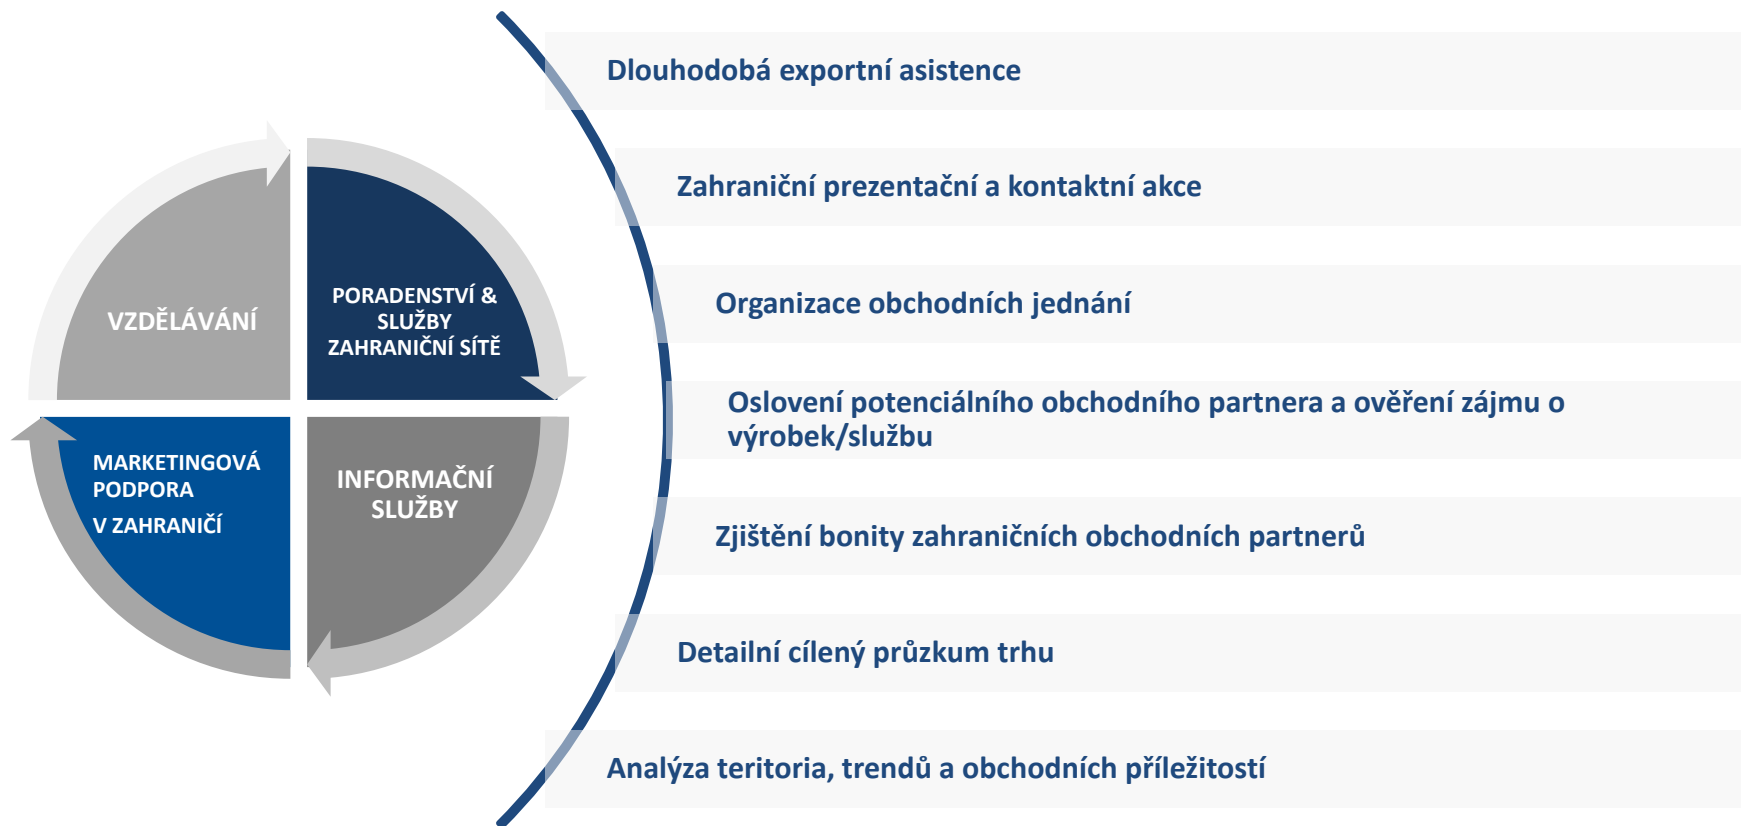 VZDĚLÁVÁNÍ
PORADENSTVÍ &
SLUŽBY
ZAHRANIČNÍ SÍTĚ
MARKETINGOVÁ
PODPORA
V ZAHRANIČÍ
INFORMAČNÍ
SLUŽBY
Dlouhodobá exportní asistence
Zahraniční prezentační a kontaktní akce
Organizace obchodních jednání
Oslovení potenciálního obchodního partnera a ověření zájmu o
výrobek/službu
Zjištění bonity zahraničních obchodních partnerů
Detailní cílený průzkum trhu
Analýza teritoria, trendů a obchodních příležitostí